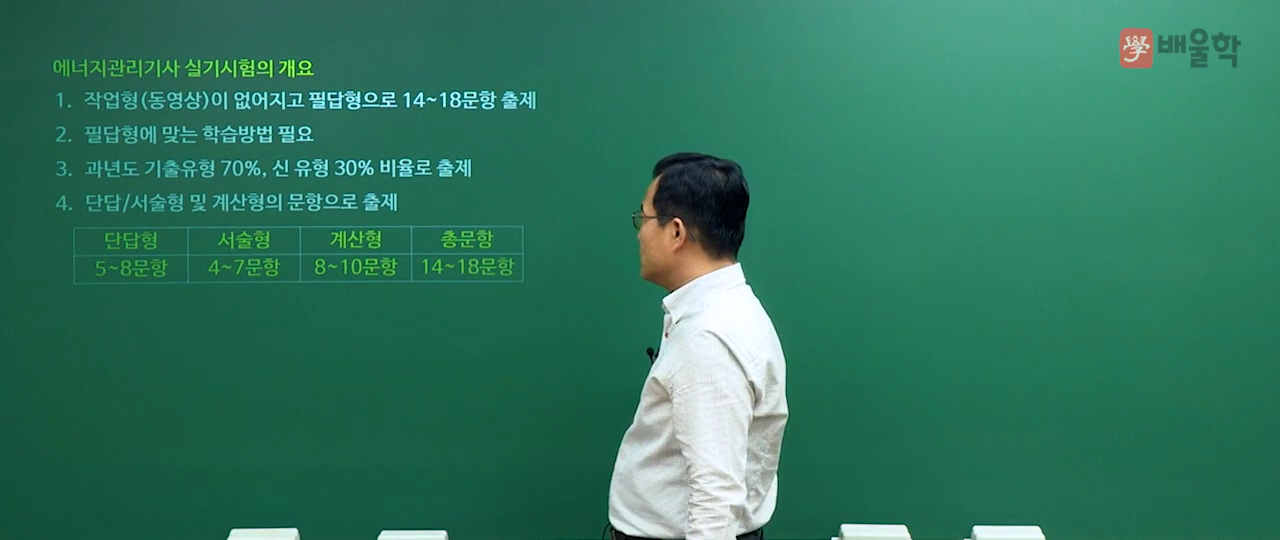 學 배울학
에너지관리기사 실기시험의 개요
1. 작업형(동영상)이 없어지고 필답형으로 14~18문항 출제
2. 필답형에 맞는 학습방법 필요
3. 과년도 기출유형 70%, 신 유형 30% 비율로 출제
4. 단답/서술형 및 계산형의 문항으로 출제
단답형 서술형 계산형 총문항
5~8문항 4~7문항 8~10문항 14~18문항